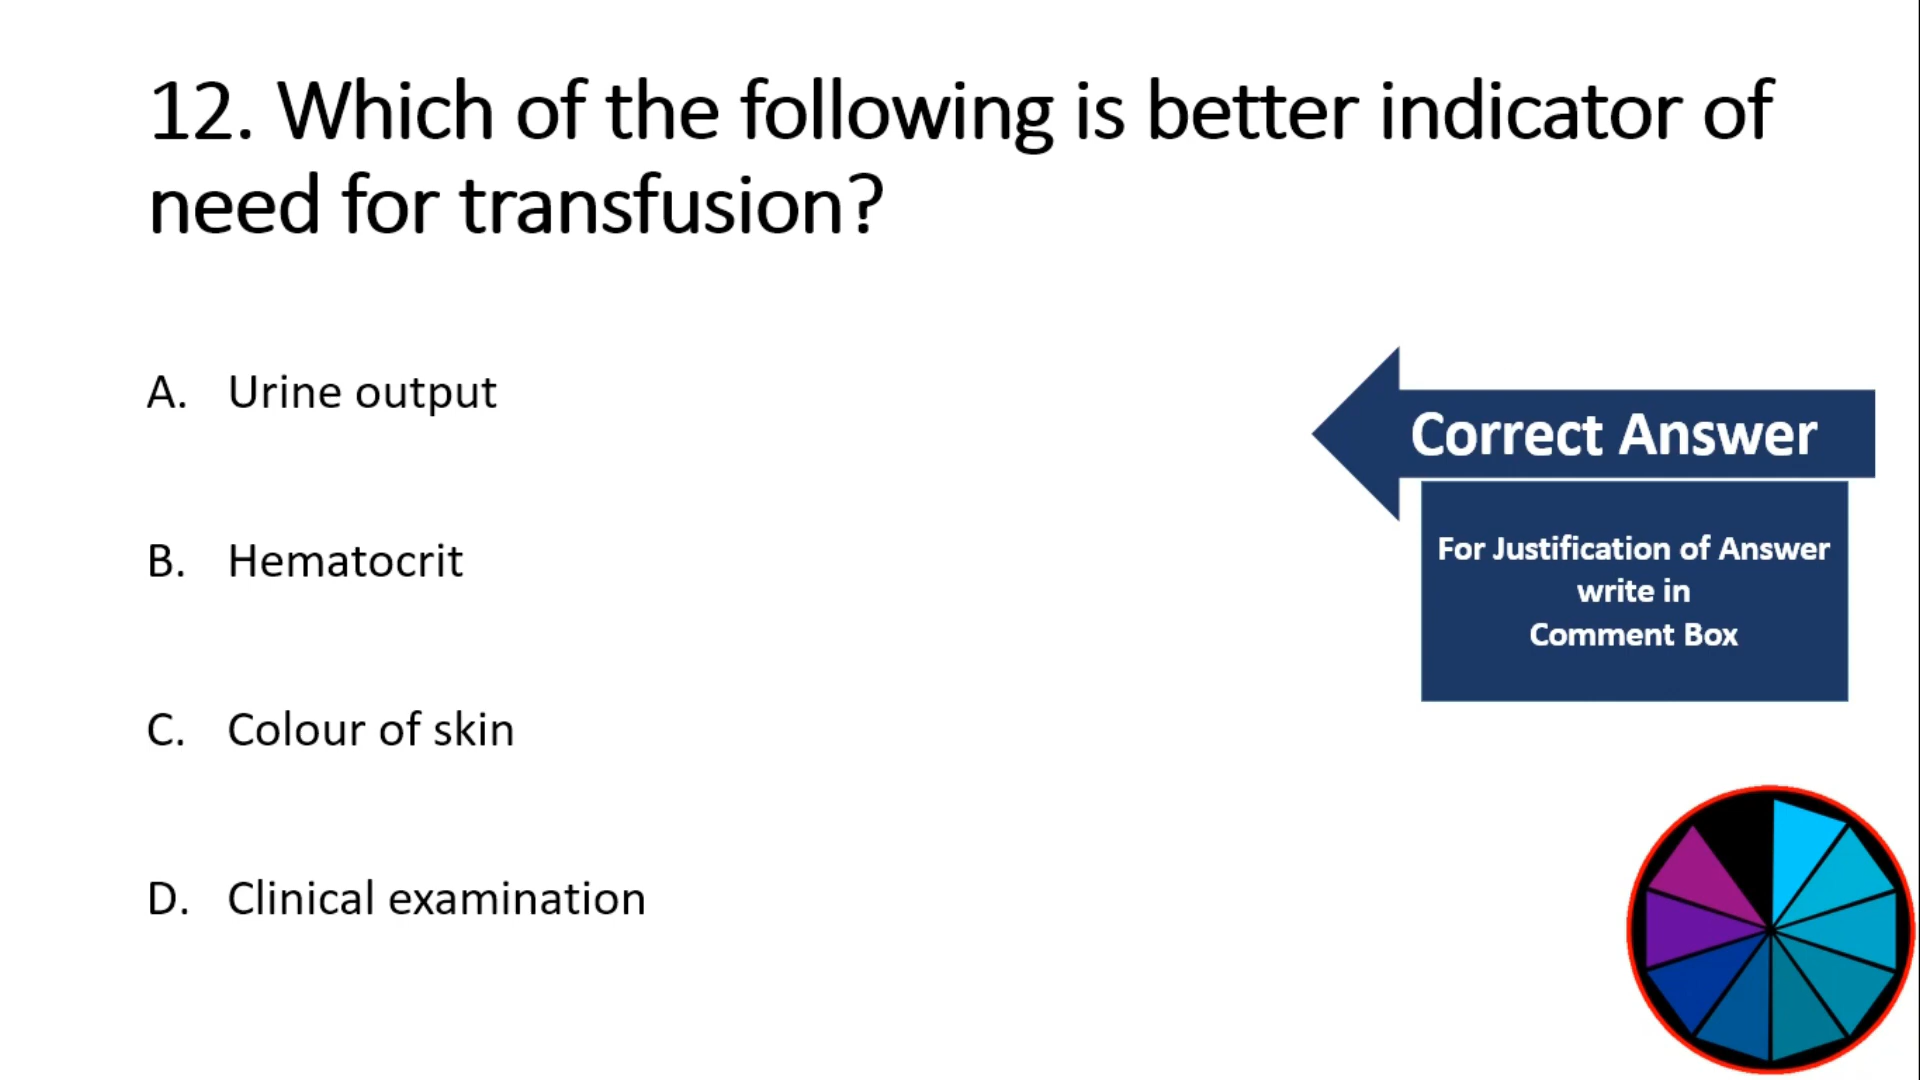 12. Which of the following is better indicator of
need for transfusion?
A. Urine output
Correct Answer
For Justification of Answer
write in
Comment Box
B. Hematocrit
C. Colour of skin
D. Clinical examination